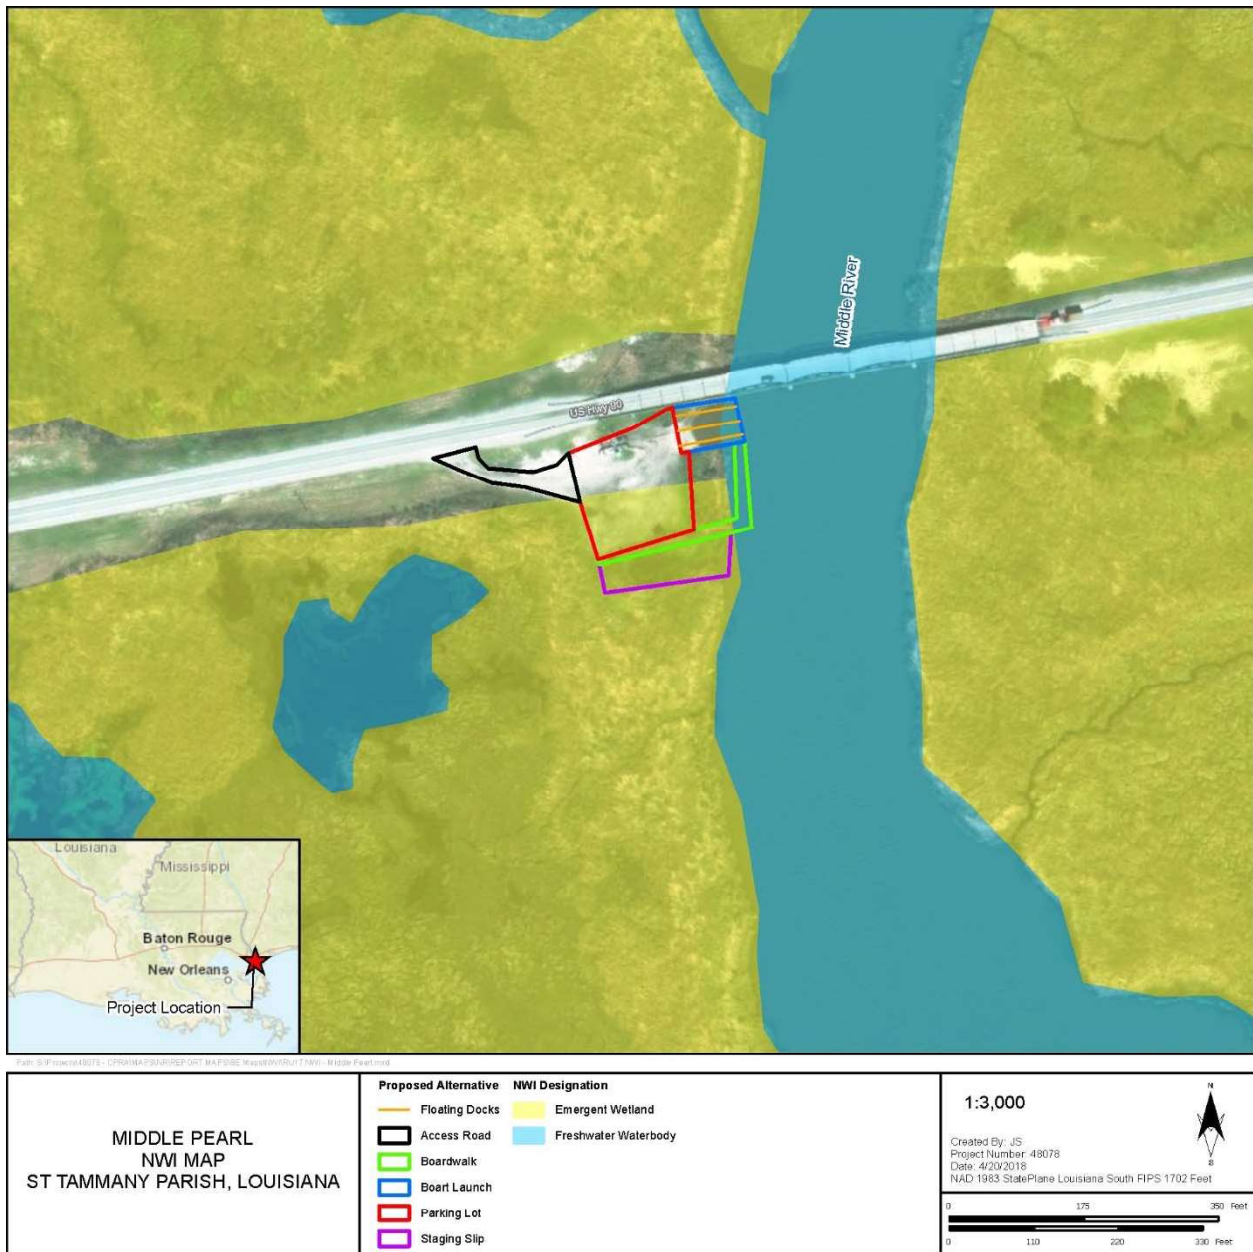 Middle River
US Hwy 90
Louisiana
Mississippi
Baton Rouge
New Orleans
Project Location
MIDDLE PEARL
NWI MAP
ST TAMMANY PARISH, LOUISIANA
Proposed Alternative
Floating Docks
Access Road
Boardwalk
Boart Launch
Parking Lot
Staging Slip
NWI Designation
Emergent Wetland
Freshwater Waterbody
1:3,000
N
S
Created By: JS
Project Number: 48078
Date: 4/20/2018
NAD 1983 StatePlane Louisiana South FIPS 1702 Feet
0 175 350 Feet
0 110 220 330 Feet